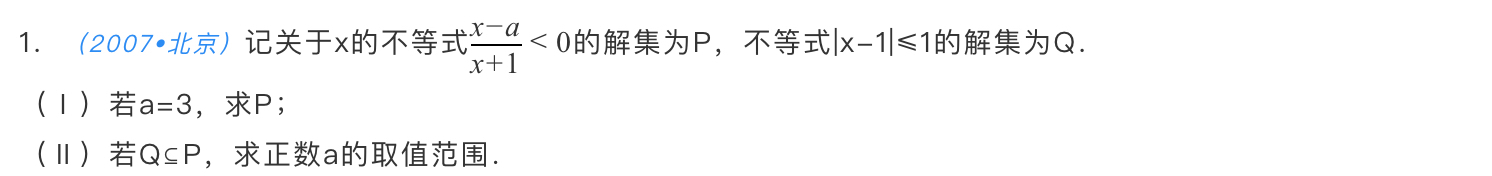 1. （2007•北京）记关于x的不等式$\frac{x-a}{x+1}<0$的解集为P，不等式|x−1|⩽1的解集为Q.
（Ⅰ）若a=3，求P；
（Ⅱ）若Q⊆P，求正数a的取值范围.